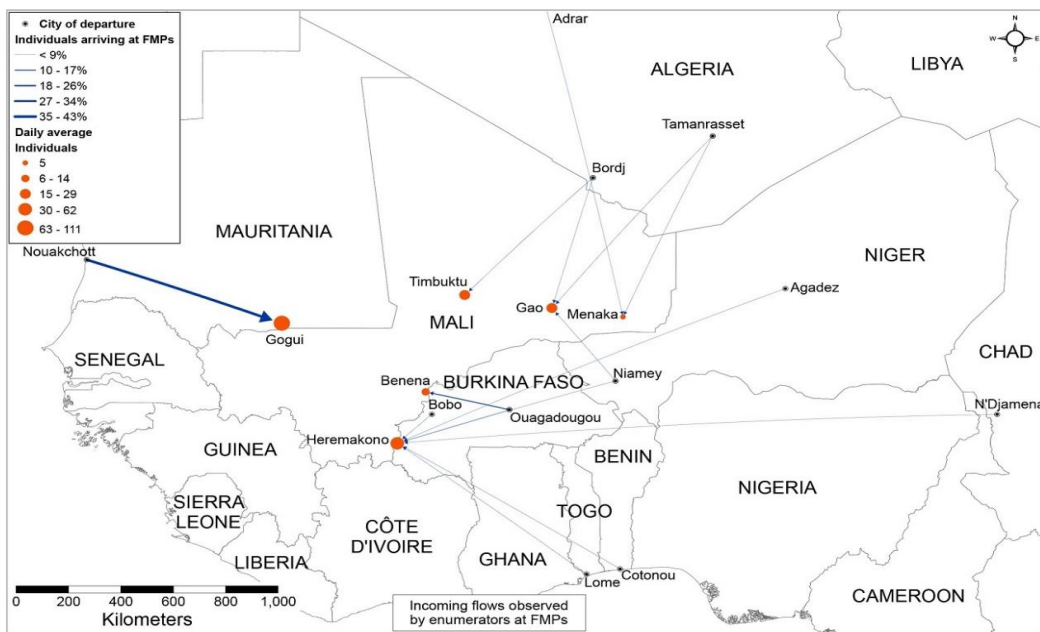 City of departure
Individuals arriving at FMPs
< 9%
10 - 17%
18 - 26%
27 - 34%
35 - 43%
Daily average
Individuals
5
6 - 14
15 - 29
30 - 62
63 - 111
N
W E
S
Adrar
ALGERIA
LIBYA
Tamanrasset
Bordj
MAURITANIA
Nouakchott
NIGER
Timbuktu
Agadez
Gao
Menaka
MALI
Gogui
SENEGAL
CHAD
Benena
BURKINA FASO
Niamey
Bobo
Ouagadougou
N'Djamena
Heremakono
GUINEA
BENIN
NIGERIA
SIERRA
LEONE
TOGO
CÔTE
D'IVOIRE
GHANA
LIBERIA
Lome
Cotonou
CAMEROON
0 200 400 600 800 1,000
Kilometers
Incoming flows observed
by enumerators at FMPs